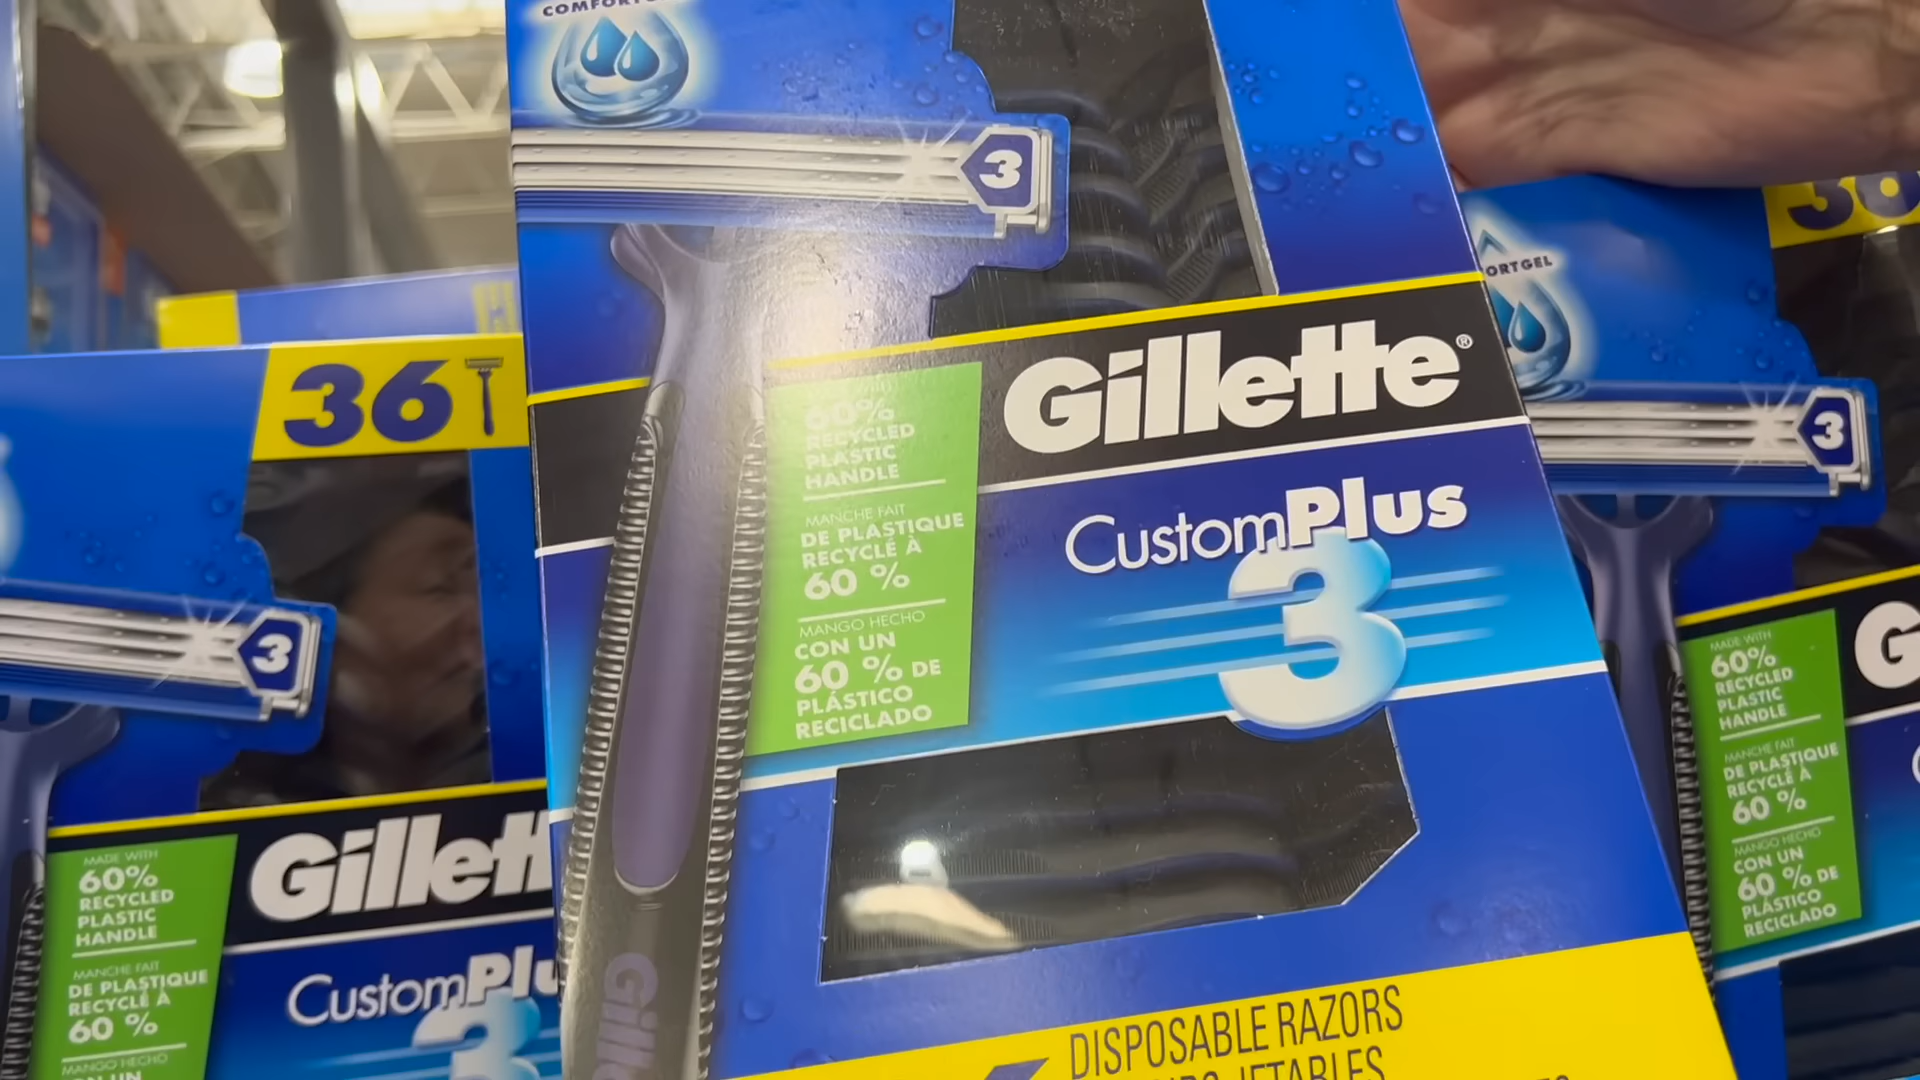 3
Gillette®
CustomPlus
3
60%
RECYCLED
PLASTIC
HANDLE
MANCHE FAIT
DE PLASTIQUE
RECYCLÉ À
60 %
MANGO HECHO
CON UN
60 % DE
PLÁSTICO
RECICLADO
DISPOSABLE RAZORS
36
3
MADE WITH
60%
RECYCLED
PLASTIC
HANDLE
MANCHE FAIT
DE PLASTIQUE
RECYCLÉ À
60 %
MANGO HECHO
36
3
MADE WITH
60%
RECYCLED
PLASTIC
HANDLE
MANCHE FAIT
DE PLASTIQUE
RECYCLÉ À
60 %
MANGO HECHO
CON UN
60 % DE
PLÁSTICO
RECICLADO